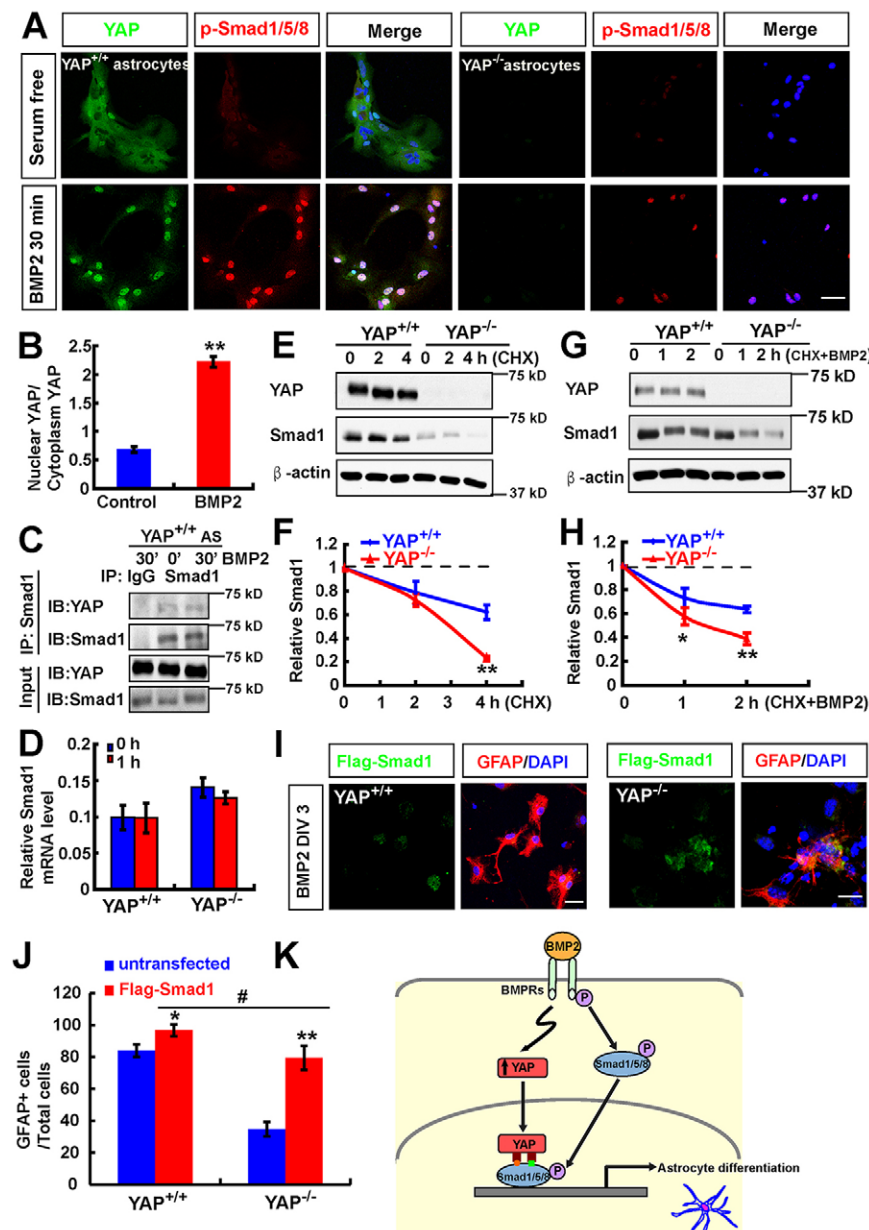 A
YAP
p-Smad1/5/8
Merge
YAP
p-Smad1/5/8
Merge
Serum free
YAP+/+ astrocytes
YAP-/- astrocytes
BMP2 30 min
B
Nuclear YAP/
Cytoplasm YAP
2.5
2
1.5
1
0.5
0
**
Control
BMP2
E
YAP+/+
YAP-/-
0 2 4 0 2 4 h (CHX)
YAP
75 kD
Smad1
75 kD
β-actin
37 kD
G
YAP+/+
YAP-/-
0 1 2 0 1 2 h (CHX+BMP2)
YAP
75 kD
Smad1
75 kD
β-actin
37 kD
C
YAP+/+ AS
30' 0' 30' BMP2
IP: IgG Smad1
IP: Smad1
IB:YAP
75 kD
IB:Smad1
75 kD
Input
IB:YAP
75 kD
IB:Smad1
75 kD
F
YAP+/+
YAP-/-
Relative Smad1
1.2
1
0.8
0.6
0.4
0.2
0
**
0 1 2 3 4 h (CHX)
H
YAP+/+
YAP-/-
Relative Smad1
1.2
1
0.8
0.6
0.4
0.2
0
*
**
0 1 2 h (CHX+BMP2)
D
0 h
1 h
Relative Smad1
mRNA level
0.2
0.15
0.1
0.05
0
YAP+/+
YAP-/-
I
Flag-Smad1
GFAP/DAPI
Flag-Smad1
GFAP/DAPI
BMP2 DIV 3
YAP+/+
YAP-/-
J
untransfected
Flag-Smad1
GFAP+ cells
/Total cells
120
100
80
60
40
20
0
*
#
**
YAP+/+
YAP-/-
K
BMP2
BMPRs
P
P
Smad1/5/8
YAP
YAP
P
Smad1/5/8
Astrocyte differentiation